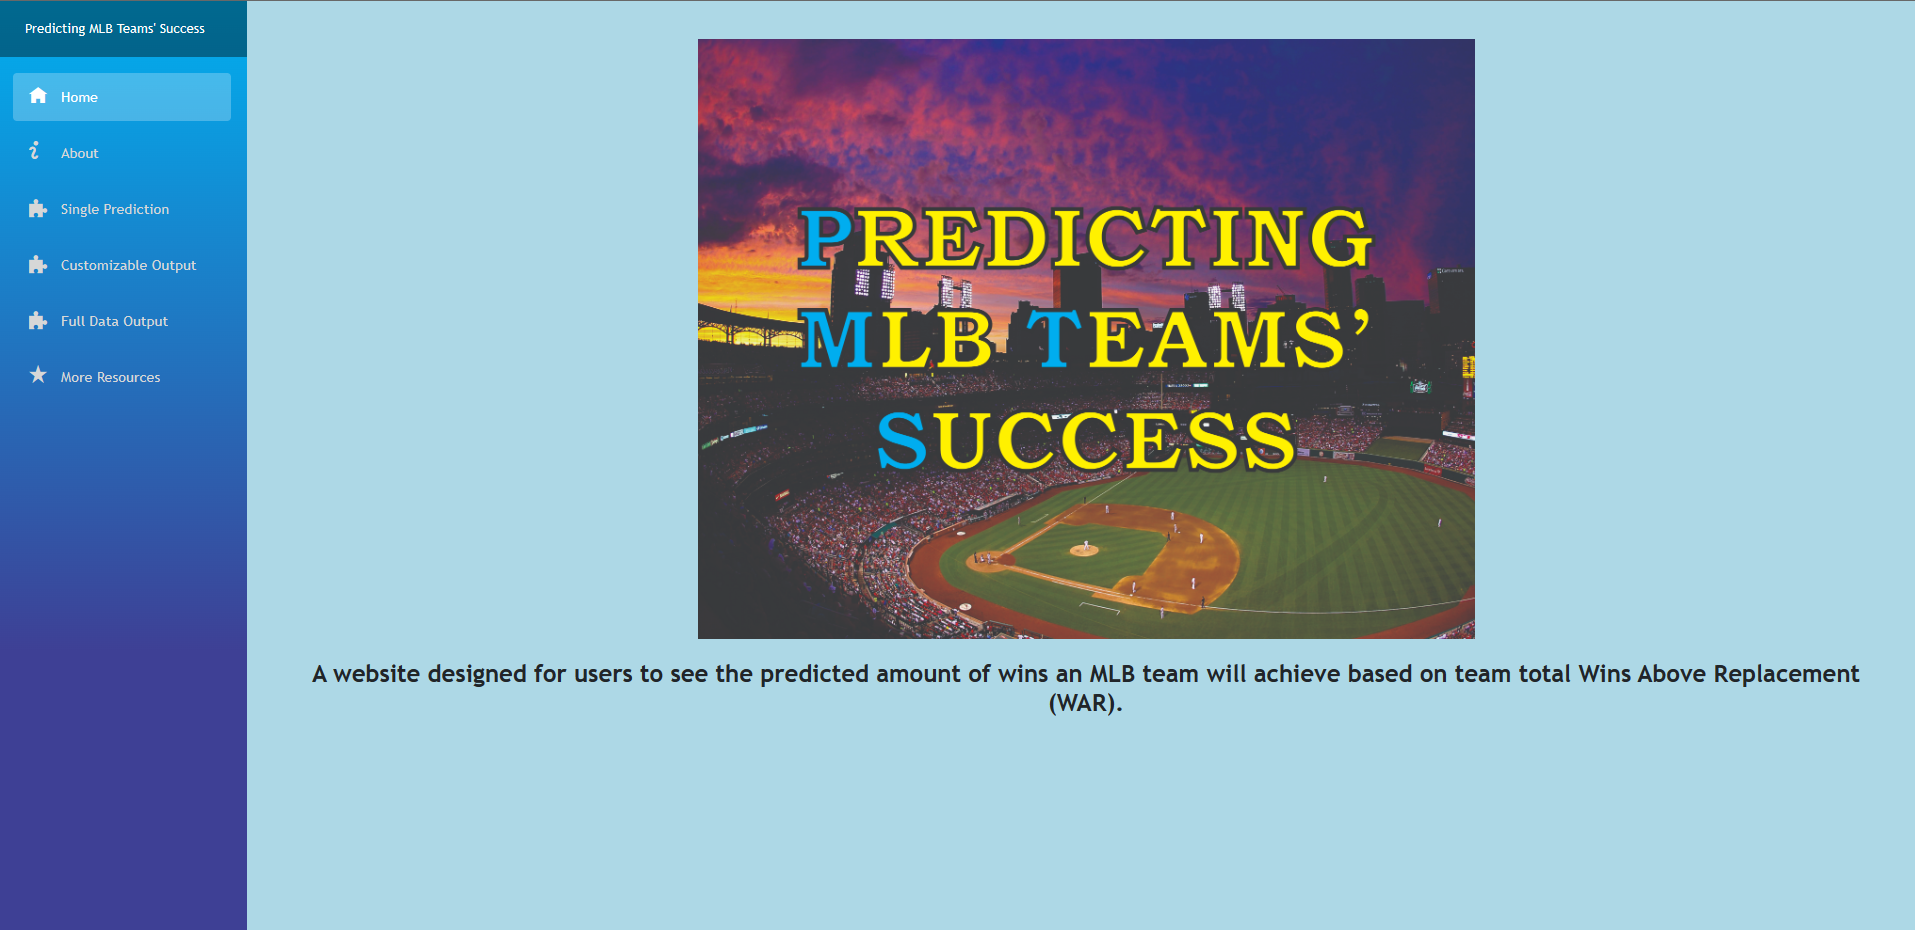 Predicting MLB Teams' Success
Home
About
Single Prediction
Customizable Output
Full Data Output
More Resources
PREDICTING
MLB TEAMS’
SUCCESS
A website designed for users to see the predicted amount of wins an MLB team will achieve based on team total Wins Above Replacement
(WAR).